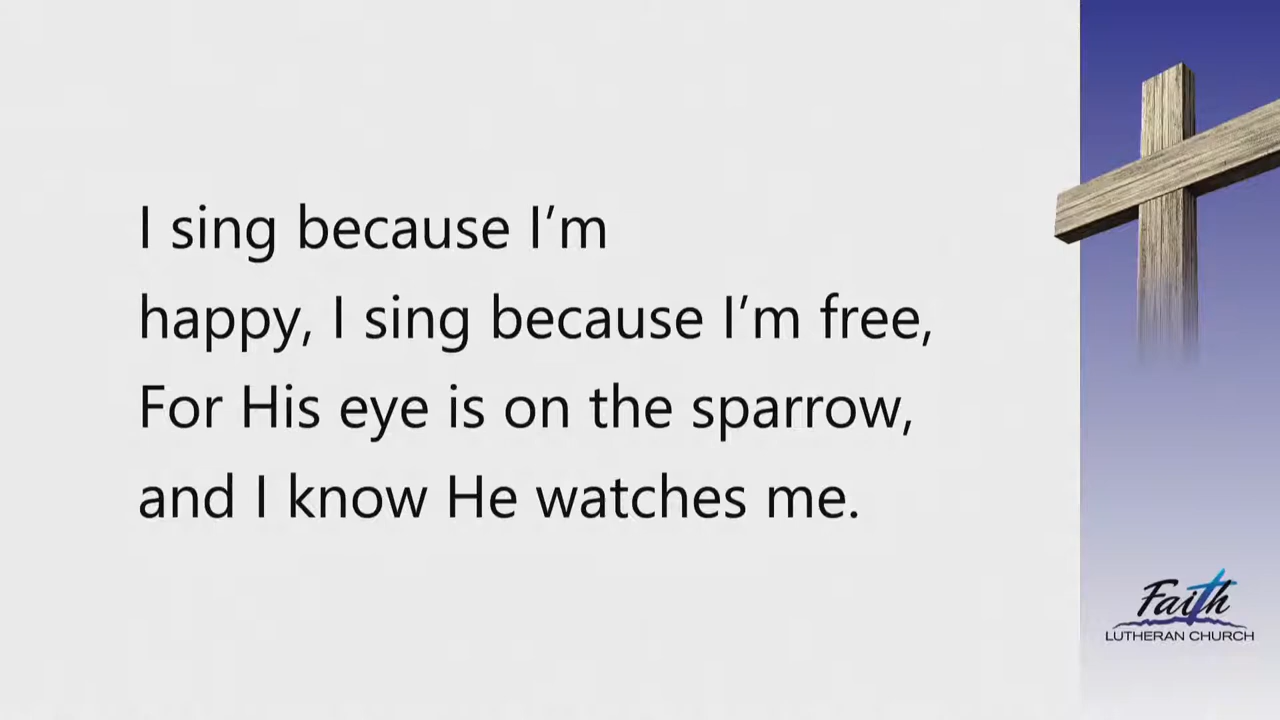 I sing because I’m
happy, I sing because I’m free,
For His eye is on the sparrow,
and I know He watches me.
Faith
LUTHERAN CHURCH